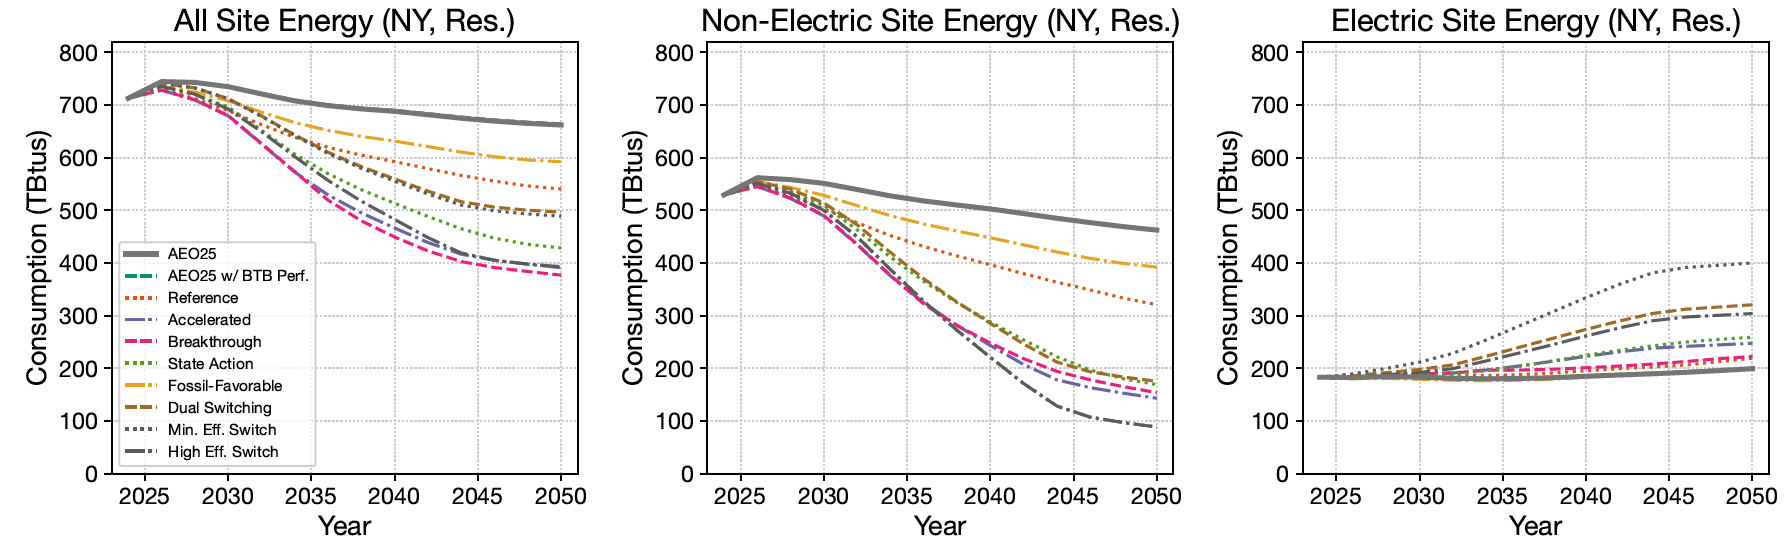 All Site Energy (NY, Res.)
Consumption (TBtus)
800
700
600
500
400
300
200
100
0
AEO25
AEO25 w/ BTB Perf.
Reference
Accelerated
Breakthrough
State Action
Fossil-Favorable
Dual Switching
Min. Eff. Switch
High Eff. Switch
2025 2030 2035 2040 2045 2050
Year
Non-Electric Site Energy (NY, Res.)
Consumption (TBtus)
800
700
600
500
400
300
200
100
0
2025 2030 2035 2040 2045 2050
Year
Electric Site Energy (NY, Res.)
Consumption (TBtus)
800
700
600
500
400
300
200
100
0
2025 2030 2035 2040 2045 2050
Year